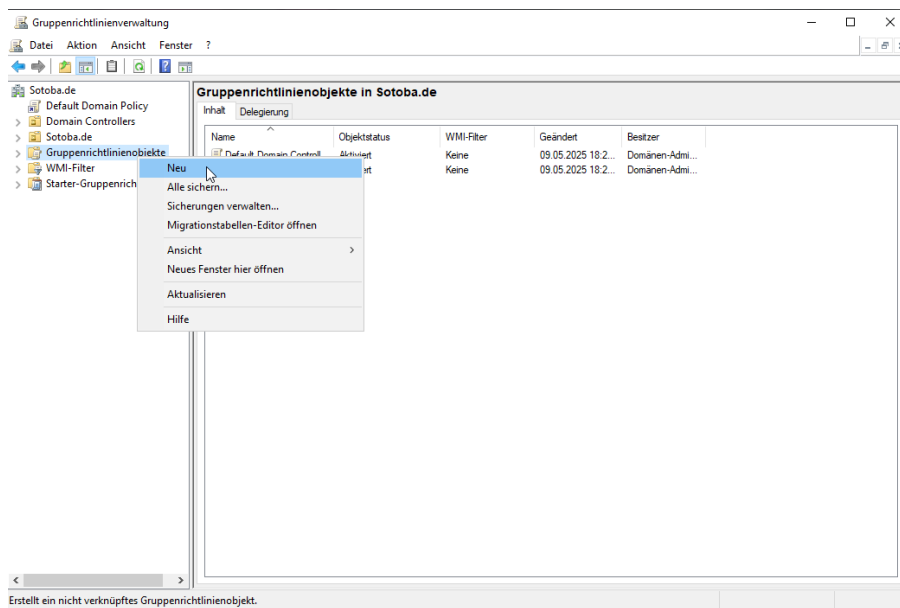 Gruppenrichtlinienverwaltung
Datei Aktion Ansicht Fenster ?
Sotoba.de
Default Domain Policy
Domain Controllers
Sotoba.de
Gruppenrichtlinienobjekte
WMI-Filter
Starter-Gruppenrich
Neu
Alle sichern...
Sicherungen verwalten...
Migrationstabellen-Editor öffnen
Ansicht
Neues Fenster hier öffnen
Aktualisieren
Hilfe
Gruppenrichtlinienobjekte in Sotoba.de
Inhalt Delegierung
Name Objektstatus WMI-Filter Geändert Besitzer
Default Domain Controll... Aktiviert Keine 09.05.2025 18:2... Domänen-Admi...
Keine 09.05.2025 18:2... Domänen-Admi...
Erstellt ein nicht verknüpftes Gruppenrichtlinienobjekt.